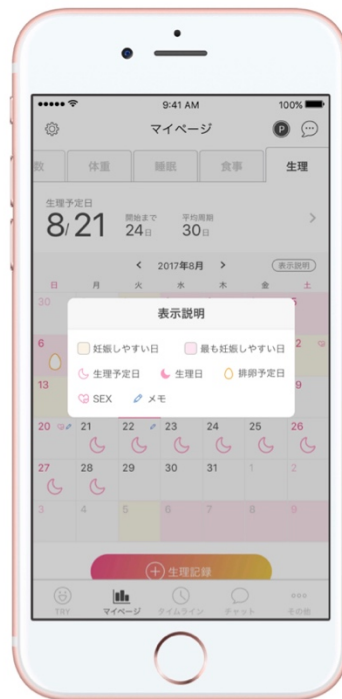 9:41 AM
100%
マイページ
P
数 体重 睡眠 食事 生理
生理予定日
8/21
開始まで
24日
平均周期
30日
2017年8月
表示説明
日 月 火 水 木 金 土
30
表示説明
妊娠しやすい日 最も妊娠しやすい日
生理予定日 生理日 排卵予定日
SEX メモ
6
13
20 21 22 23 24 25 26
27 28 29 30 31 1 2
3 4 5 6 7 8 9
生理記録
TRY マイページ タイムライン チャット その他